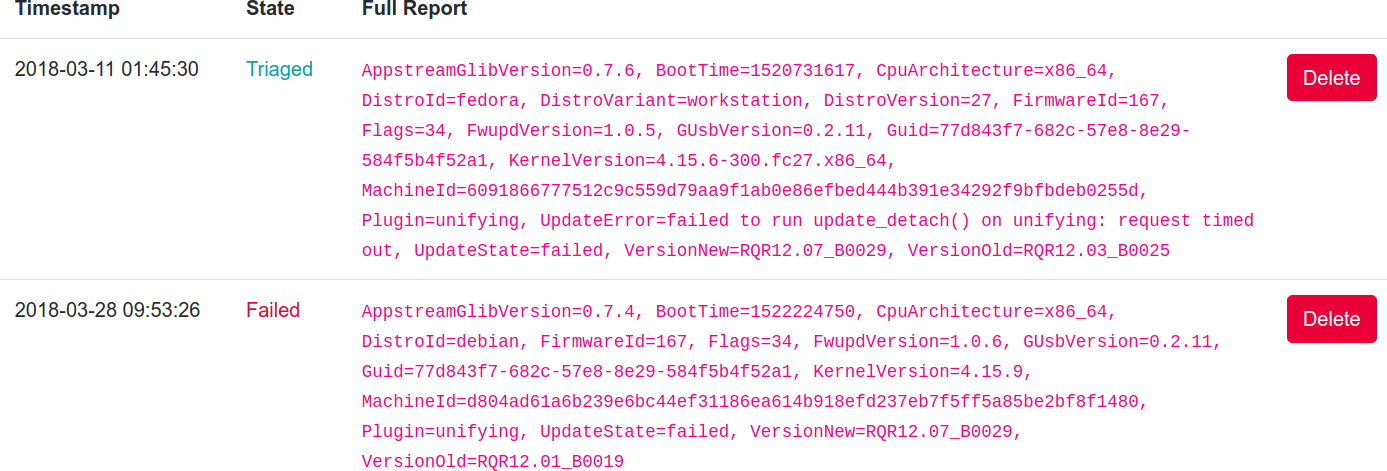 Timestamp State Full Report
2018-03-11 01:45:30 Triaged AppstreamGlibVersion=0.7.6, BootTime=1520731617, CpuArchitecture=x86_64, Delete
DistroId=fedora, DistroVariant=workstation, DistroVersion=27, FirmwareId=167,
Flags=34, FwupdVersion=1.0.5, GUsbVersion=0.2.11, Guid=77d843f7-682c-57e8-8e29-
584f5b4f52a1, KernelVersion=4.15.6-300.fc27.x86_64,
MachineId=6091866777512c9c559d79aa9f1ab0e86efbed444b391e34292f9bfbdeb0255d,
Plugin=unifying, UpdateError=failed to run update_detach() on unifying: request timed
out, UpdateState=failed, VersionNew=RQR12.07_B0029, VersionOld=RQR12.03_B0025
2018-03-28 09:53:26 Failed AppstreamGlibVersion=0.7.4, BootTime=1522224750, CpuArchitecture=x86_64, Delete
DistroId=debian, FirmwareId=167, Flags=34, FwupdVersion=1.0.6, GUsbVersion=0.2.11,
Guid=77d843f7-682c-57e8-8e29-584f5b4f52a1, KernelVersion=4.15.9,
MachineId=d804ad61a6b239e6bc44ef31186ea614b918efd237eb7f5ff5a85be2bf8f1480,
Plugin=unifying, UpdateState=failed, VersionNew=RQR12.07_B0029,
VersionOld=RQR12.01_B0019